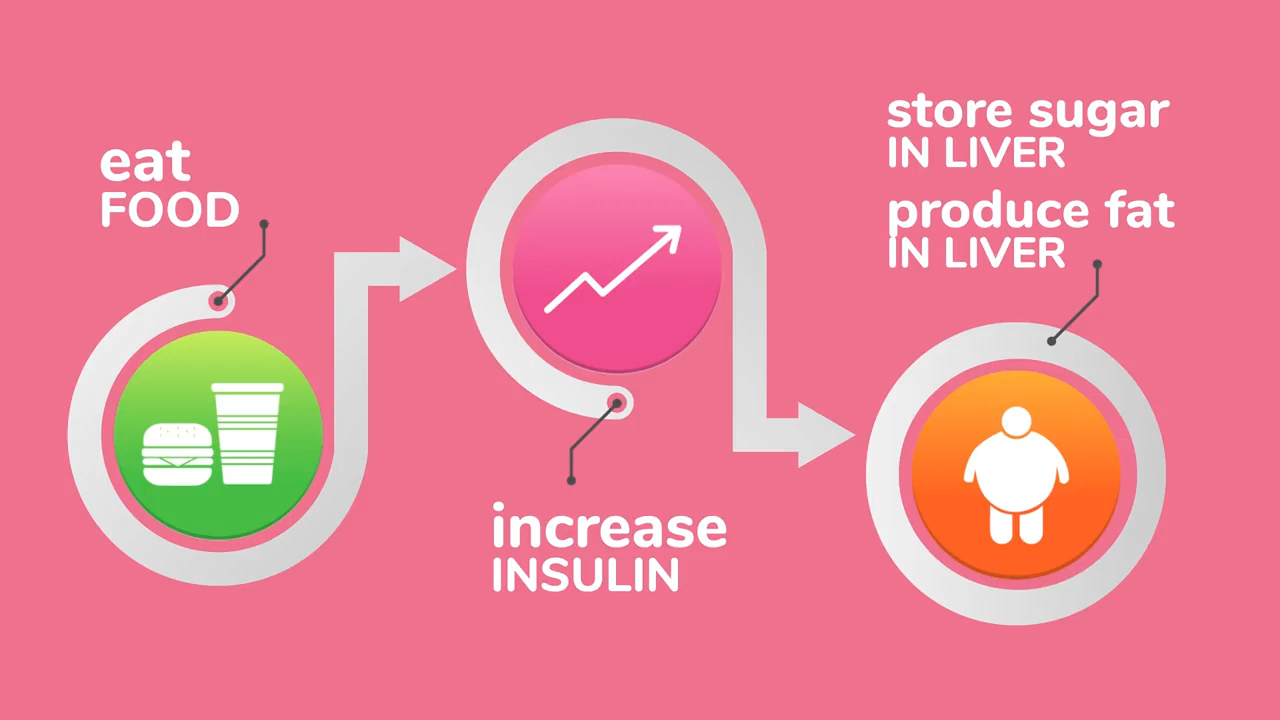 eat
FOOD
increase
INSULIN
store sugar
IN LIVER
produce fat
IN LIVER